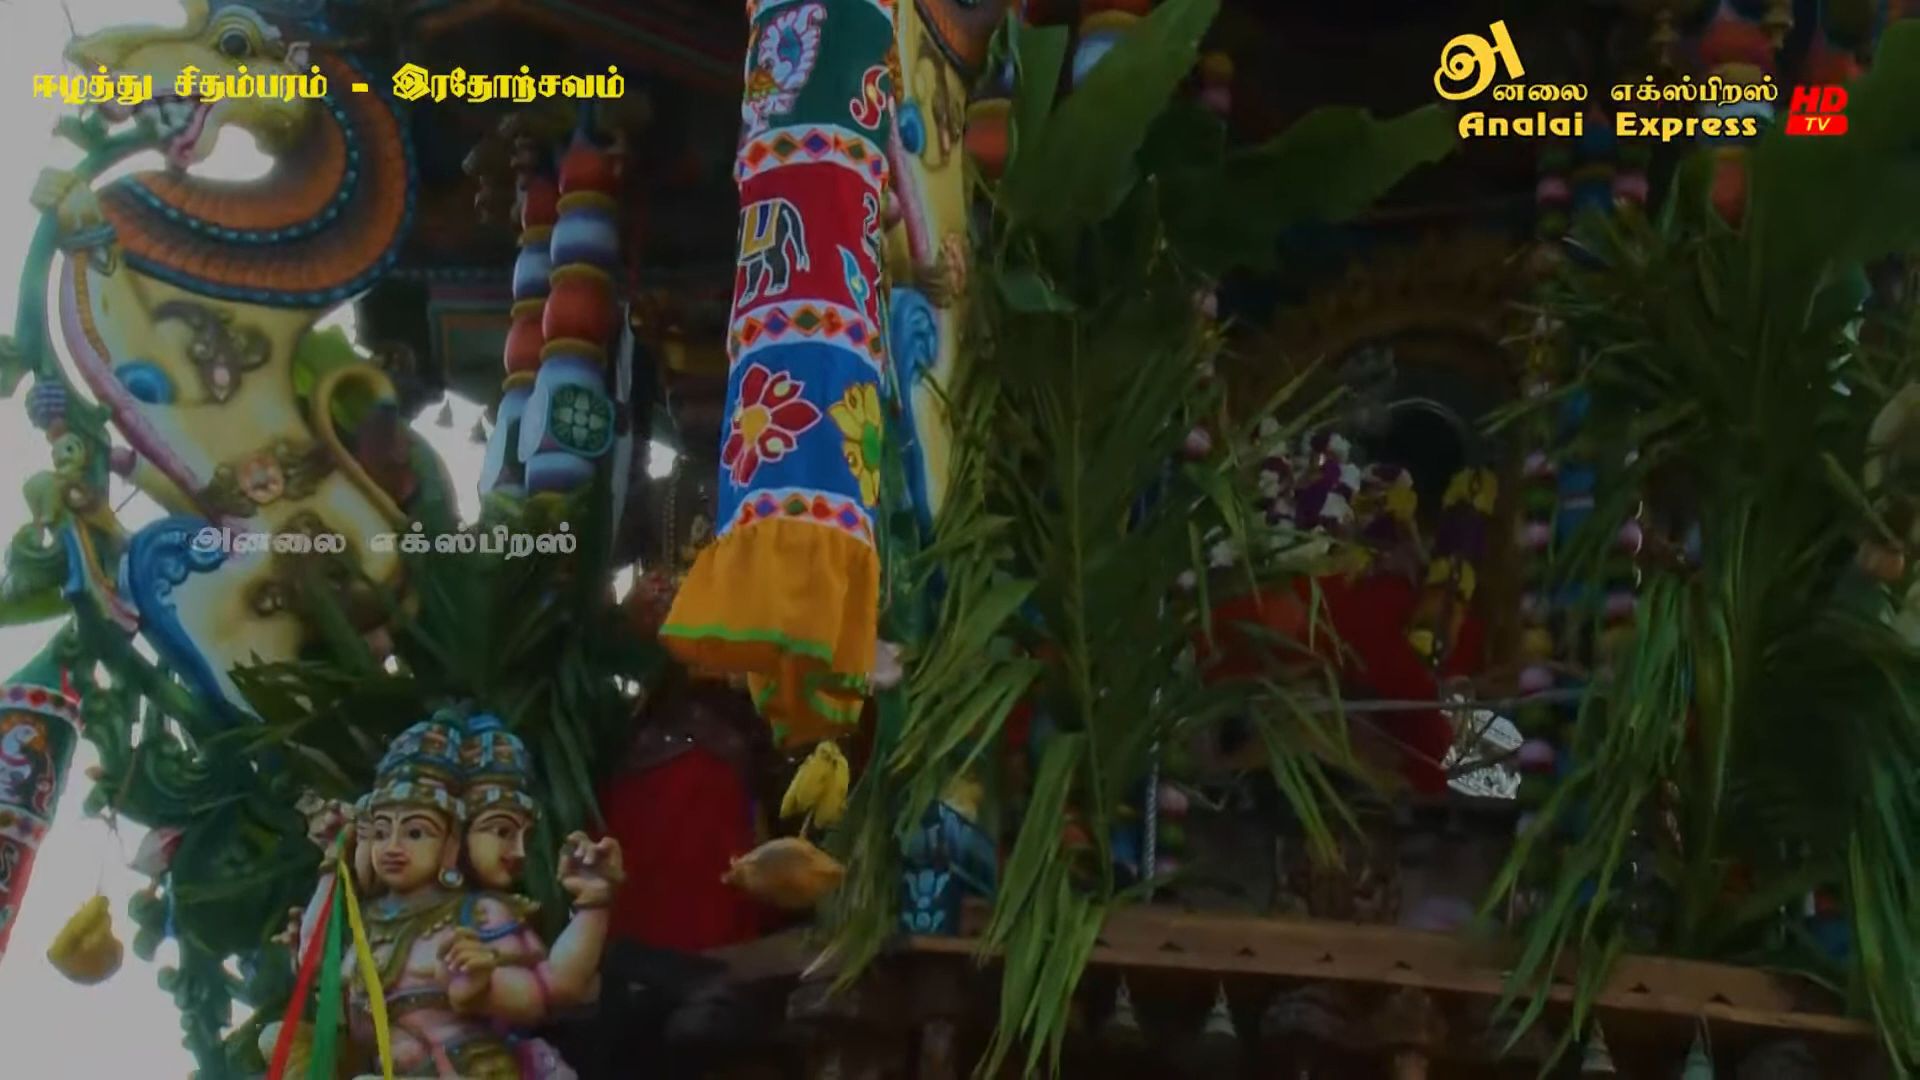 ஈழத்து சிதம்பரம் - இரதோற்சவம்
அனலை எக்ஸ்பிறஸ்
Analai Express
HD
TV
அனலை எக்ஸ்பிறஸ்